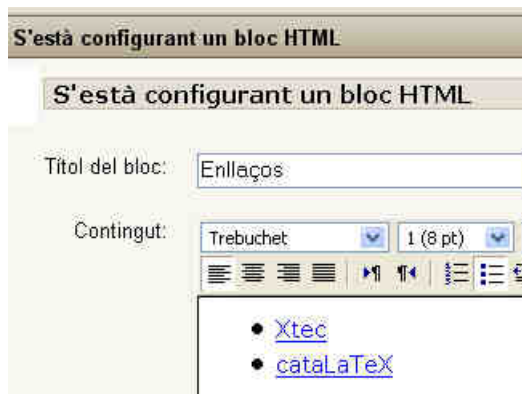 S'està configurant un bloc HTML
S'està configurant un bloc HTML
Títol del bloc: Enllaços
Contingut: Trebuchet 1 (8 pt)
• Xtec
• cataLaTeX